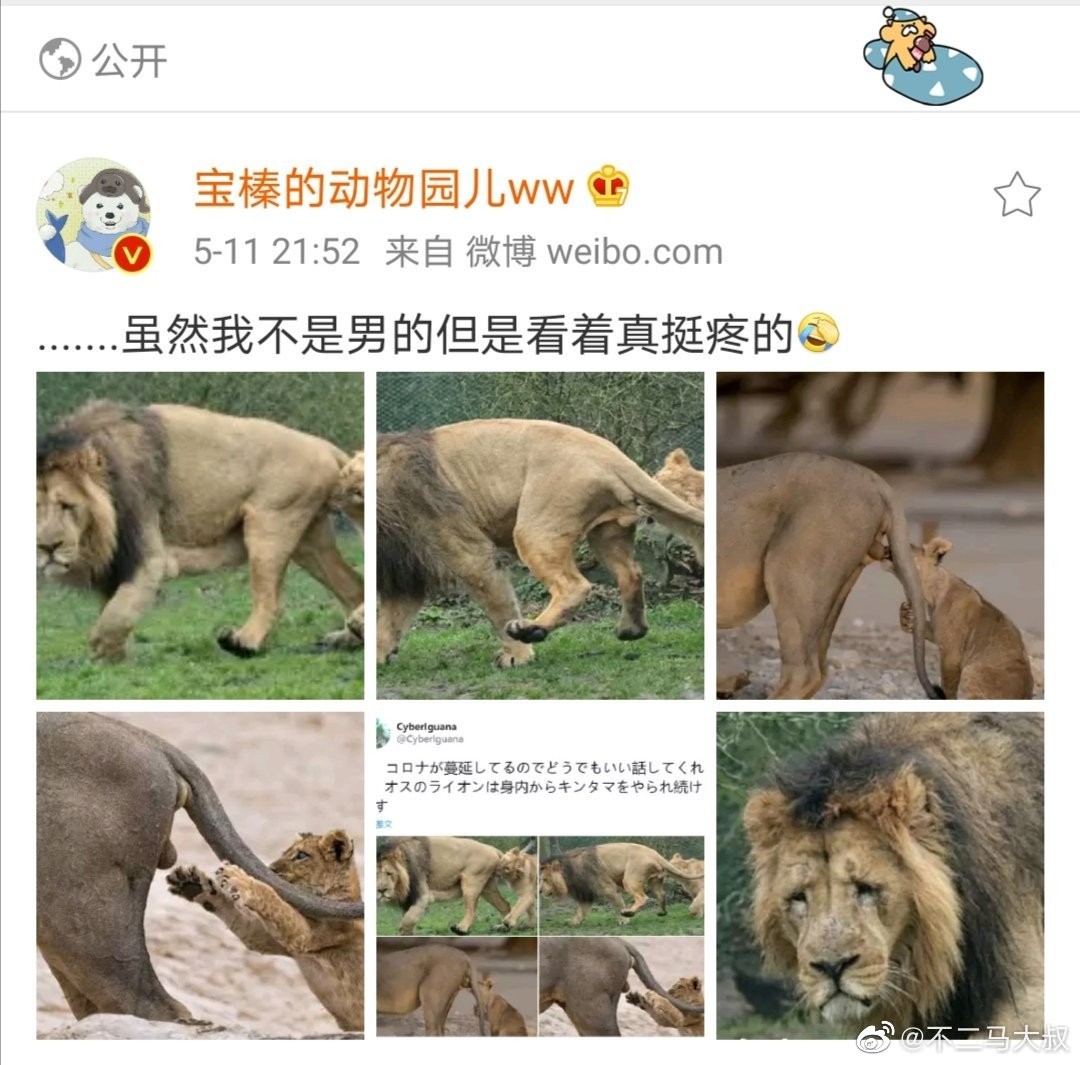 公开
宝榛的动物园儿ww
5-11 21:52 来自 微博 weibo.com
.......虽然我不是男的但是看着真挺疼的
CyberIguana
@CyberIguana
コロナが蔓延してるのでどうでもいい話してくれ
オスのライオンは身内からキンタマをやられ続け
す
@不二马大叔